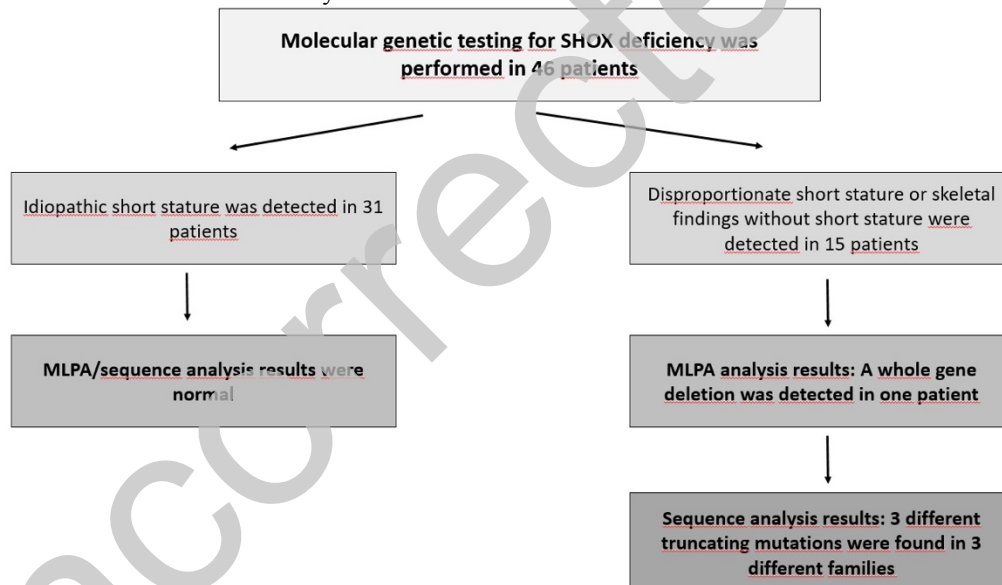 Molecular genetic testing for SHOX deficiency was
performed in 46 patients
Idiopathic short stature was detected in 31
patients
Disproportionate short stature or skeletal
findings without short stature were
detected in 15 patients
MLPA/sequence analysis results were
normal
MLPA analysis results: A whole gene
deletion was detected in one patient
Sequence analysis results: 3 different
truncating mutations were found in 3
different families